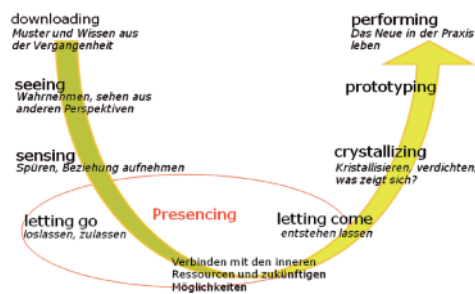 downloading
Muster und Wissen aus
der Vergangenheit
seeing
Wahrnehmen, sehen aus
anderen Perspektiven
sensing
Spüren, Beziehung aufnehmen
letting go
loslassen, zulassen
Presencing
Verbinden mit den inneren
Ressourcen und zukünftigen
Möglichkeiten
letting come
entstehen lassen
crystallizing
Kristallisieren, verdichten,
was zeigt sich?
prototyping
performing
Das Neue in der Praxis
leben